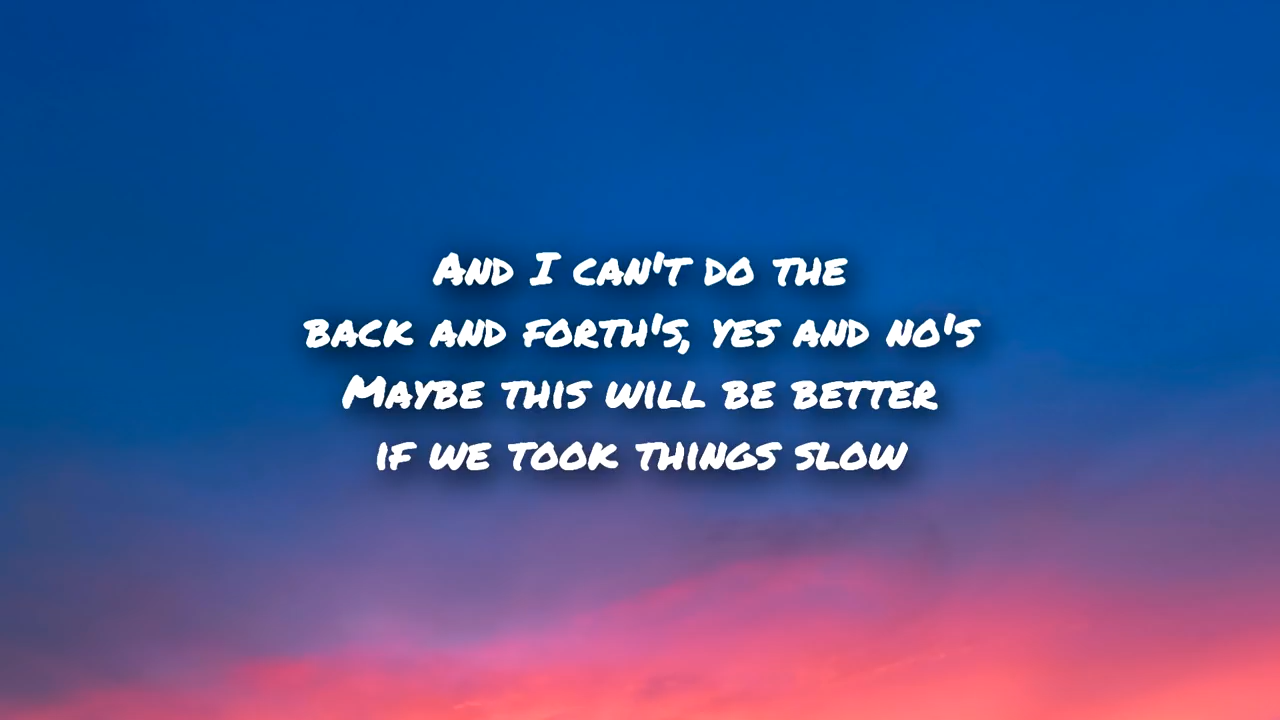 And I can't do the
back and forth's, yes and no's
Maybe this will be better
if we took things slow